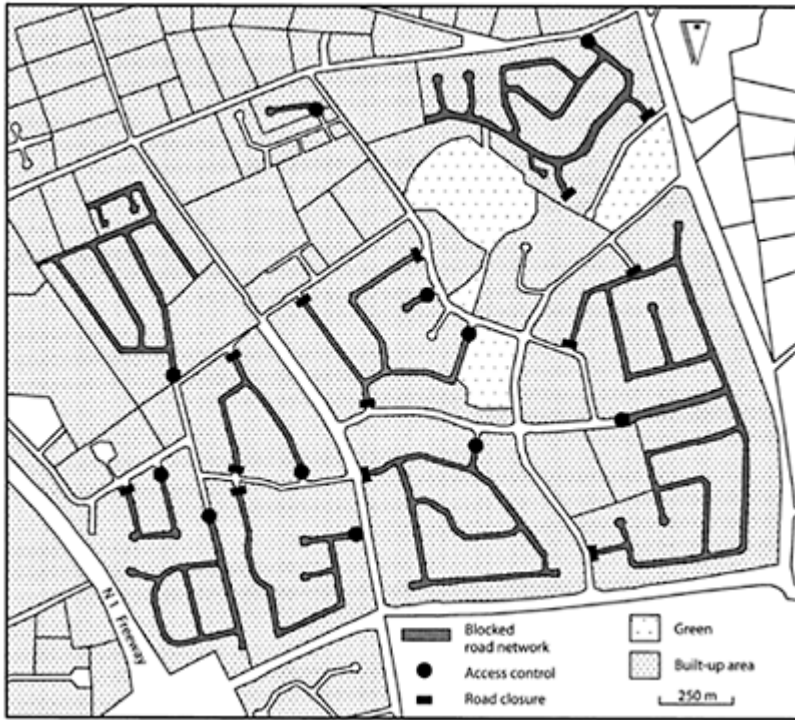 N1 Freeway
Blocked
road network
Access control
Road closure
Green
Built-up area
250 m